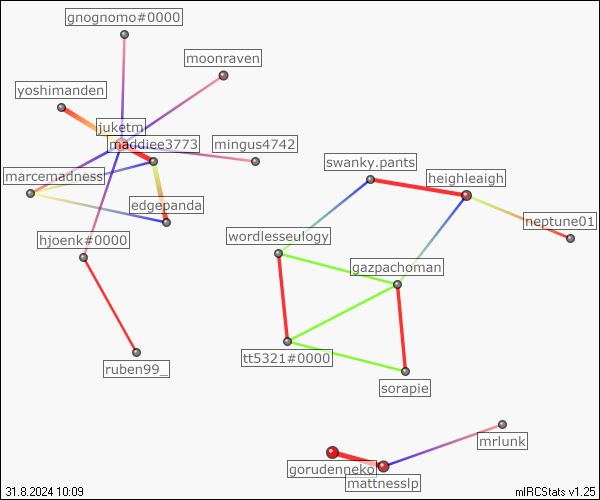 gnognomo#0000
moonraven
yoshimanden
juketm
maddiee3773
mingus4742
swanky.pants
marcemadness
heighleaigh
edgepanda
neptune01
hjoenk#0000
wordlesseulogy
gazpachoman
tt5321#0000
ruben99_
sorapie
mrlunk
gorudenneko
mattnesslp
31.8.2024 10:09
mIRCStats v1.25